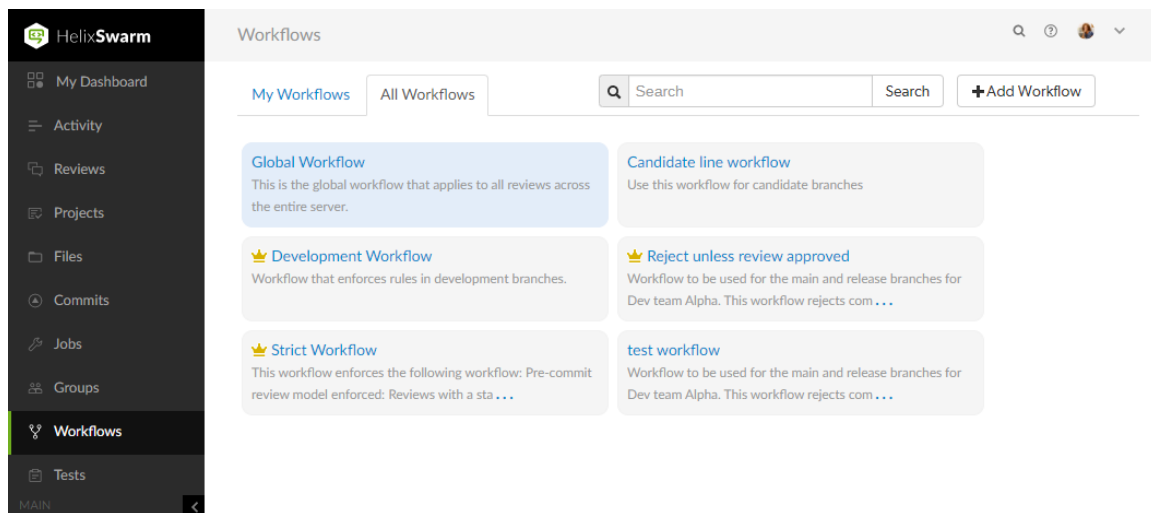 HelixSwarm
Workflows
My Dashboard
Activity
Reviews
Projects
Files
Commits
Jobs
Groups
Workflows
Tests
MAIN
My Workflows
All Workflows
Search
Search
+Add Workflow
Global Workflow
This is the global workflow that applies to all reviews across
the entire server.
Candidate line workflow
Use this workflow for candidate branches
Development Workflow
Workflow that enforces rules in development branches.
Reject unless review approved
Workflow to be used for the main and release branches for
Dev team Alpha. This workflow rejects com ...
Strict Workflow
This workflow enforces the following workflow: Pre-commit
review model enforced: Reviews with a sta ...
test workflow
Workflow to be used for the main and release branches for
Dev team Alpha. This workflow rejects com ...